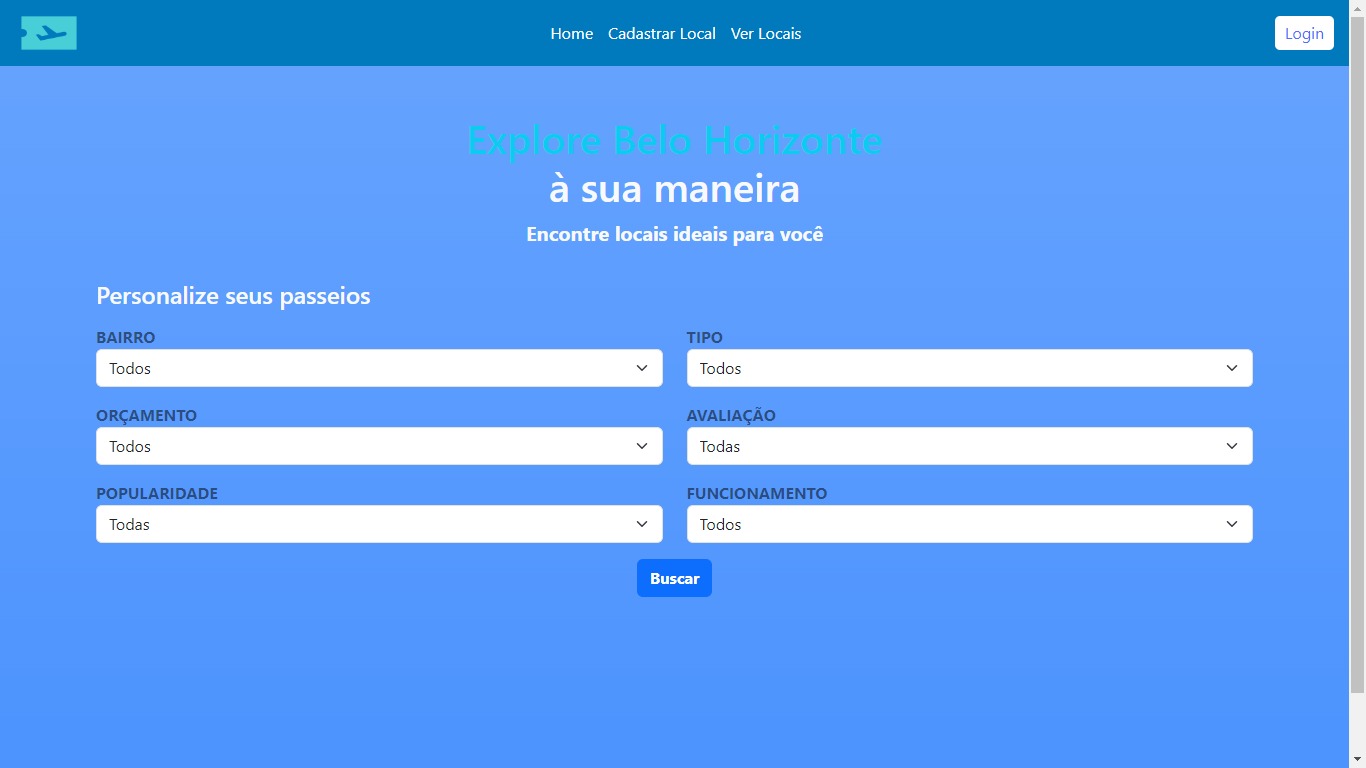 Home Cadastrar Local Ver Locais Login
Explore Belo Horizonte
à sua maneira
Encontre locais ideais para você
Personalize seus passeios
BAIRRO TIPO
Todos Todos
ORÇAMENTO AVALIAÇÃO
Todos Todas
POPULARIDADE FUNCIONAMENTO
Todas Todos
Buscar